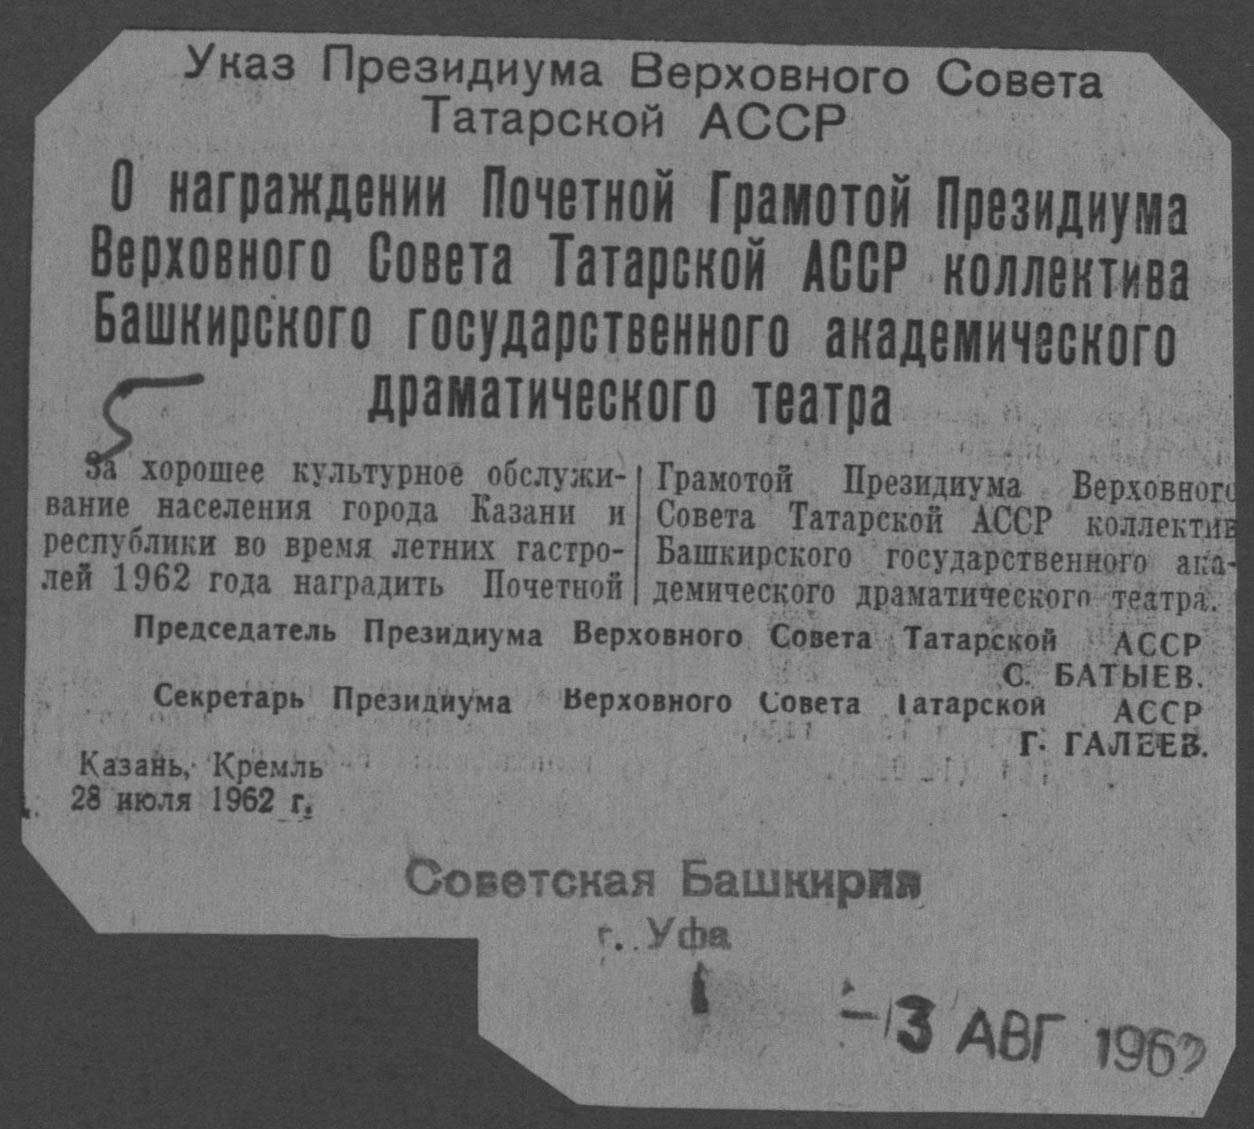 Указ Президиума Верховного Совета
Татарской АССР
О награждении Почетной Грамотой Президиума
Верховного Совета Татарской АССР коллектива
Башкирского государственного академического
драматического театра
За хорошее культурное обслужи-
вание населения города Казани и
республики во время летних гастро-
лей 1962 года наградить Почетной
Грамотой Президиума Верховного
Совета Татарской АССР коллектив
Башкирского государственного ака-
демического драматического театра.
Председатель Президиума Верховного Совета Татарской АССР
С. БАТЫЕВ.
Секретарь Президиума Верховного Совета Татарской АССР
Г. ГАЛЕЕВ.
Казань, Кремль
28 июля 1962 г.
Советская Башкирия
г. Уфа
-3 АВГ 1962